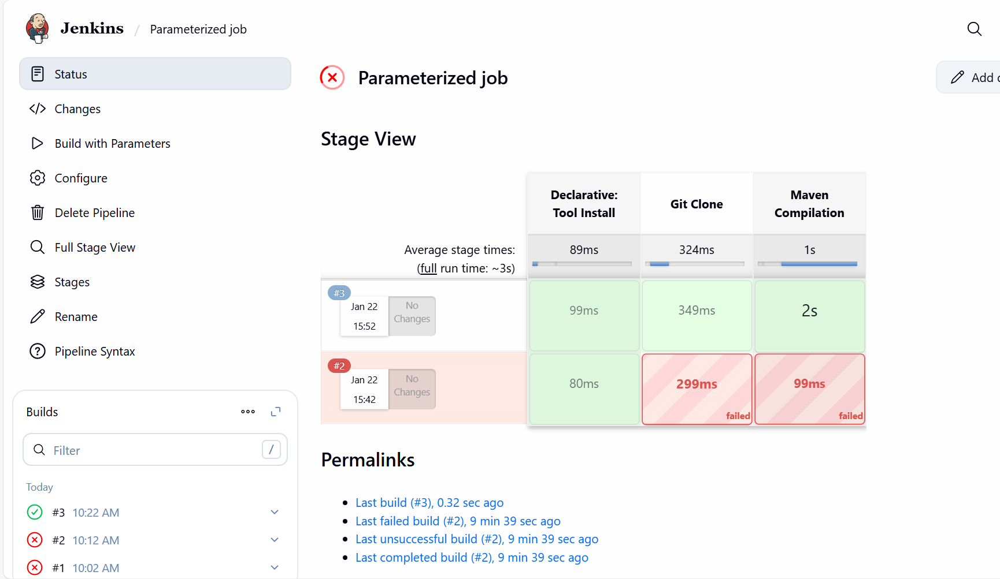 Jenkins / Parameterized job
Status
Changes
Build with Parameters
Configure
Delete Pipeline
Full Stage View
Stages
Rename
Pipeline Syntax
Builds
Filter
/
Today
#3 10:22 AM
#2 10:12 AM
#1 10:02 AM
Parameterized job
Add
Stage View
Declarative:
Tool Install
Git Clone
Maven
Compilation
Average stage times:
(full run time: ~3s)
89ms
324ms
1s
#3
Jan 22
15:52
No
Changes
99ms
349ms
2s
#2
Jan 22
15:42
No
Changes
80ms
299ms
failed
99ms
failed
Permalinks
Last build (#3), 0.32 sec ago
Last failed build (#2), 9 min 39 sec ago
Last unsuccessful build (#2), 9 min 39 sec ago
Last completed build (#2), 9 min 39 sec ago